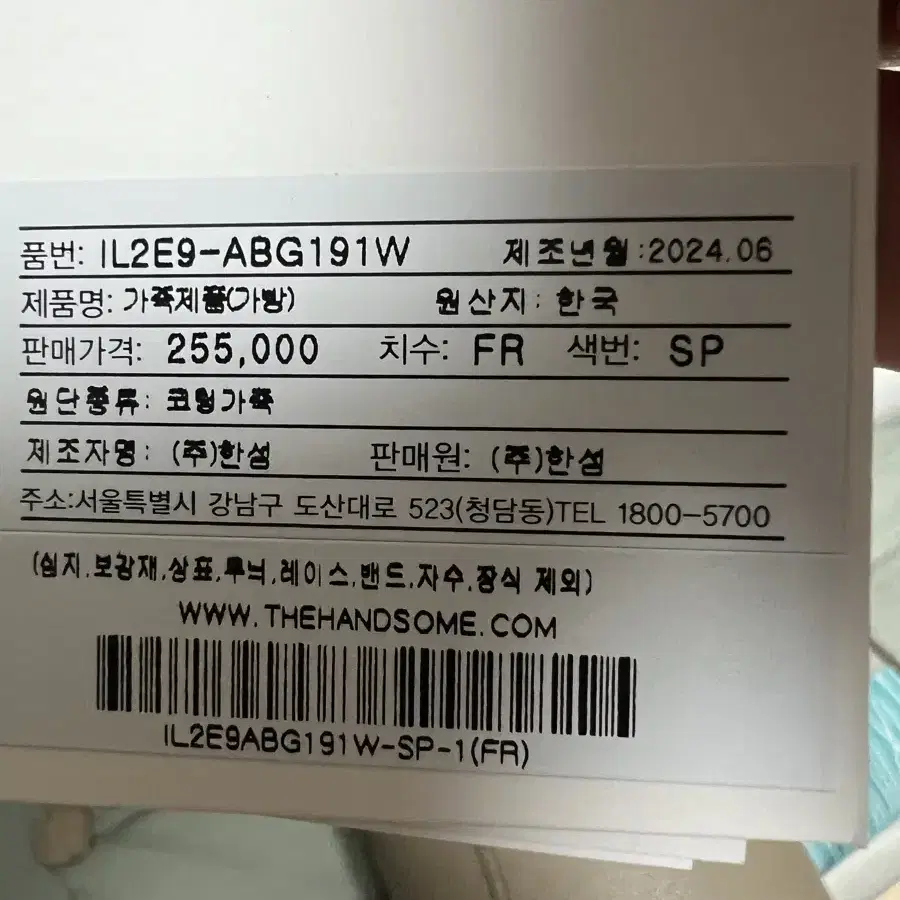 품번: IL2E9-ABG191W 제조년월:2024.06
제품명: 가죽제품(가방) 원산지: 한국
판매가격: 255,000 치수: FR 색번: SP
원단종류: 코팅가죽
제조자명: (주)한섬 판매원: (주)한섬
주소:서울특별시 강남구 도산대로 523(청담동)TEL 1800-5700
(심지,보강재,상표,루닉,레이스,밴드,자수,장식 제외)
WWW.THEHANDSOME.COM
IL2E9ABG191W-SP-1(FR)